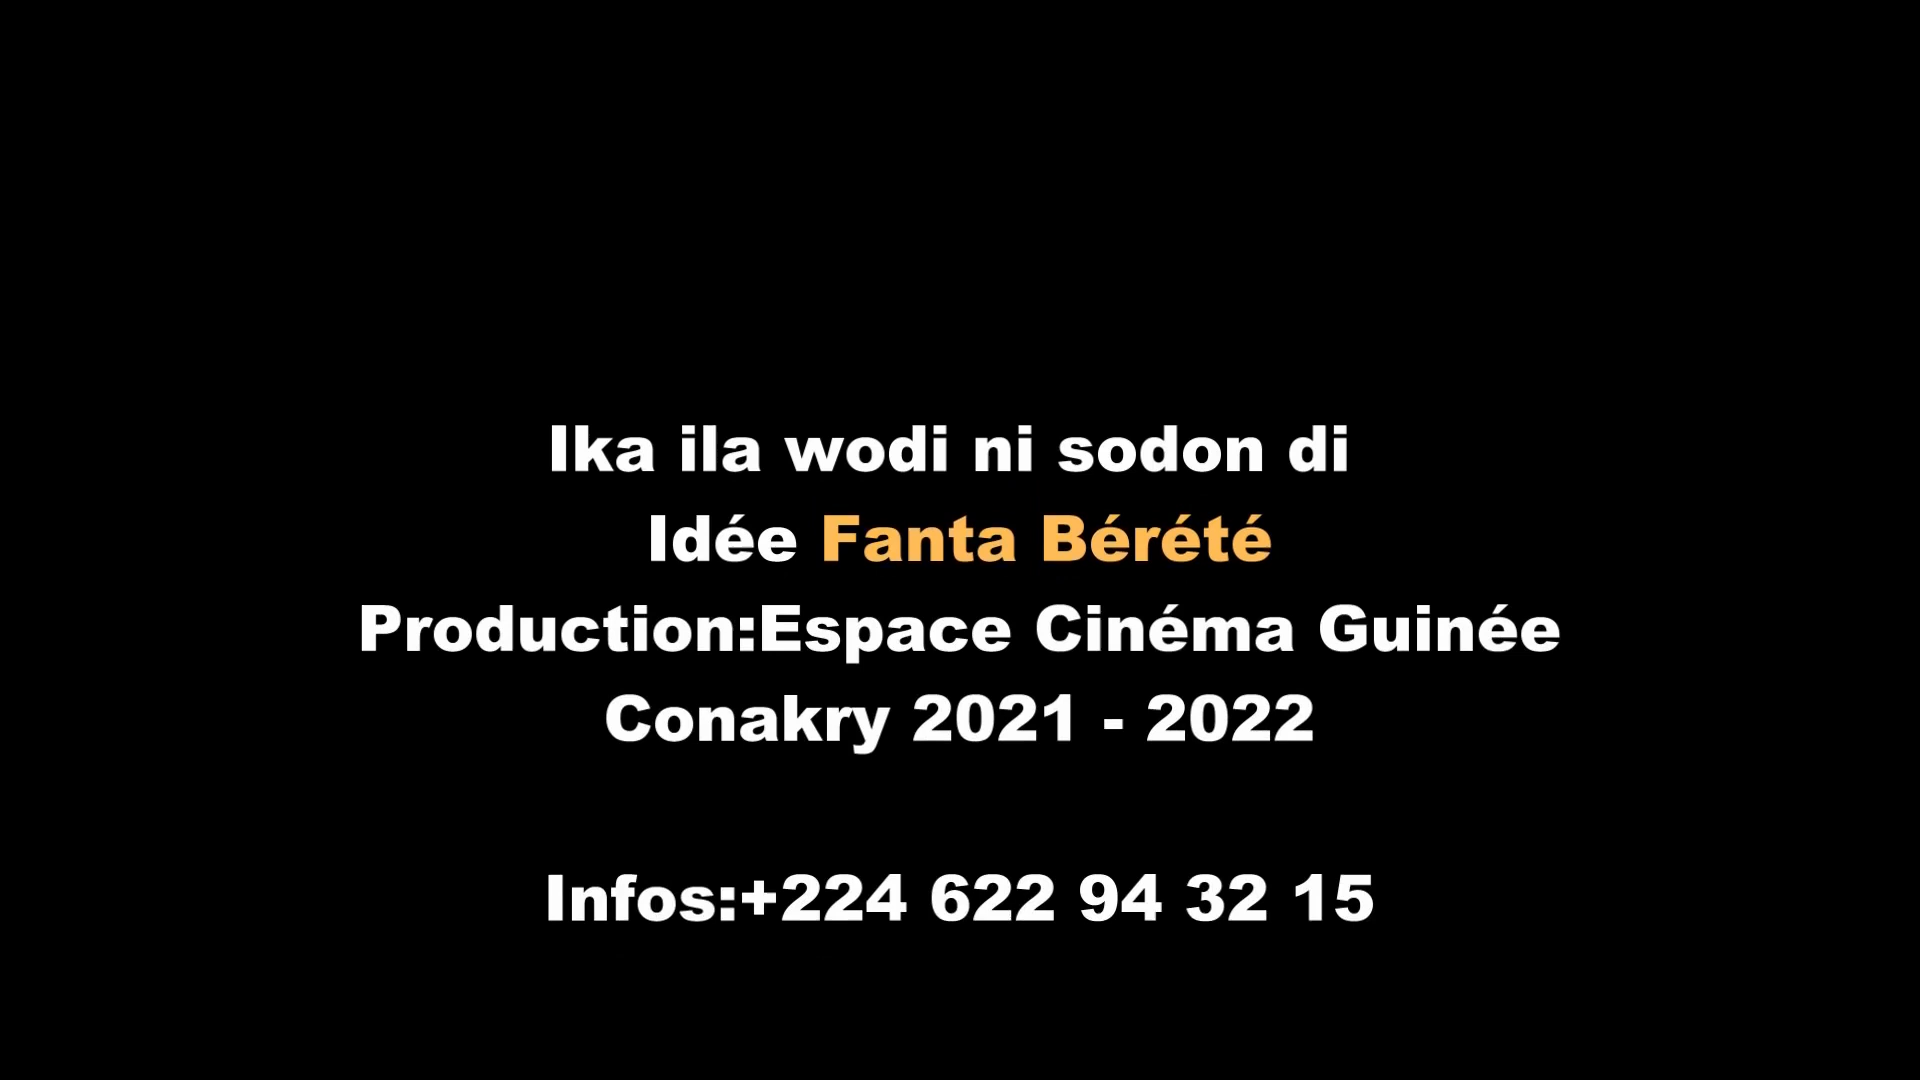 Ika ila wodi ni sodon di
Idée Fanta Bérété
Production:Espace Cinéma Guinée
Conakry 2021 - 2022
Infos:+224 622 94 32 15